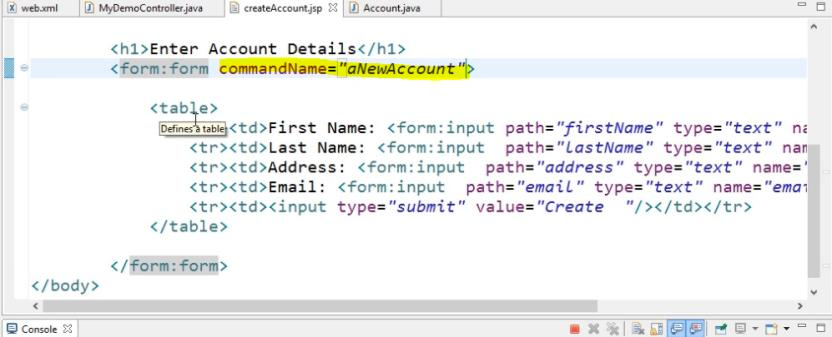 web.xml MyDemoController.java createAccount.jsp Account.java
<h1>Enter Account Details</h1>
<form:form commandName="aNewAccount">
<table>
Defines a table
<td>First Name: <form:input path="firstName" type="text" na
<tr><td>Last Name: <form:input path="lastName" type="text" nam
<tr><td>Address: <form:input path="address" type="text" name="
<tr><td>Email: <form:input path="email" type="text" name="ema
<tr><td><input type="submit" value="Create "/></td></tr>
</table>
</form:form>
</body>
Console